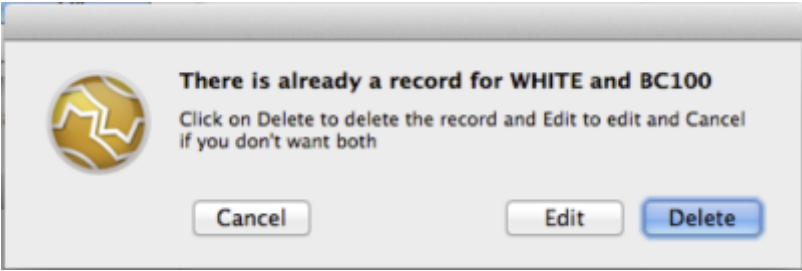 There is already a record for WHITE and BC100
Click on Delete to delete the record and Edit to edit and Cancel
if you don't want both
Cancel Edit Delete